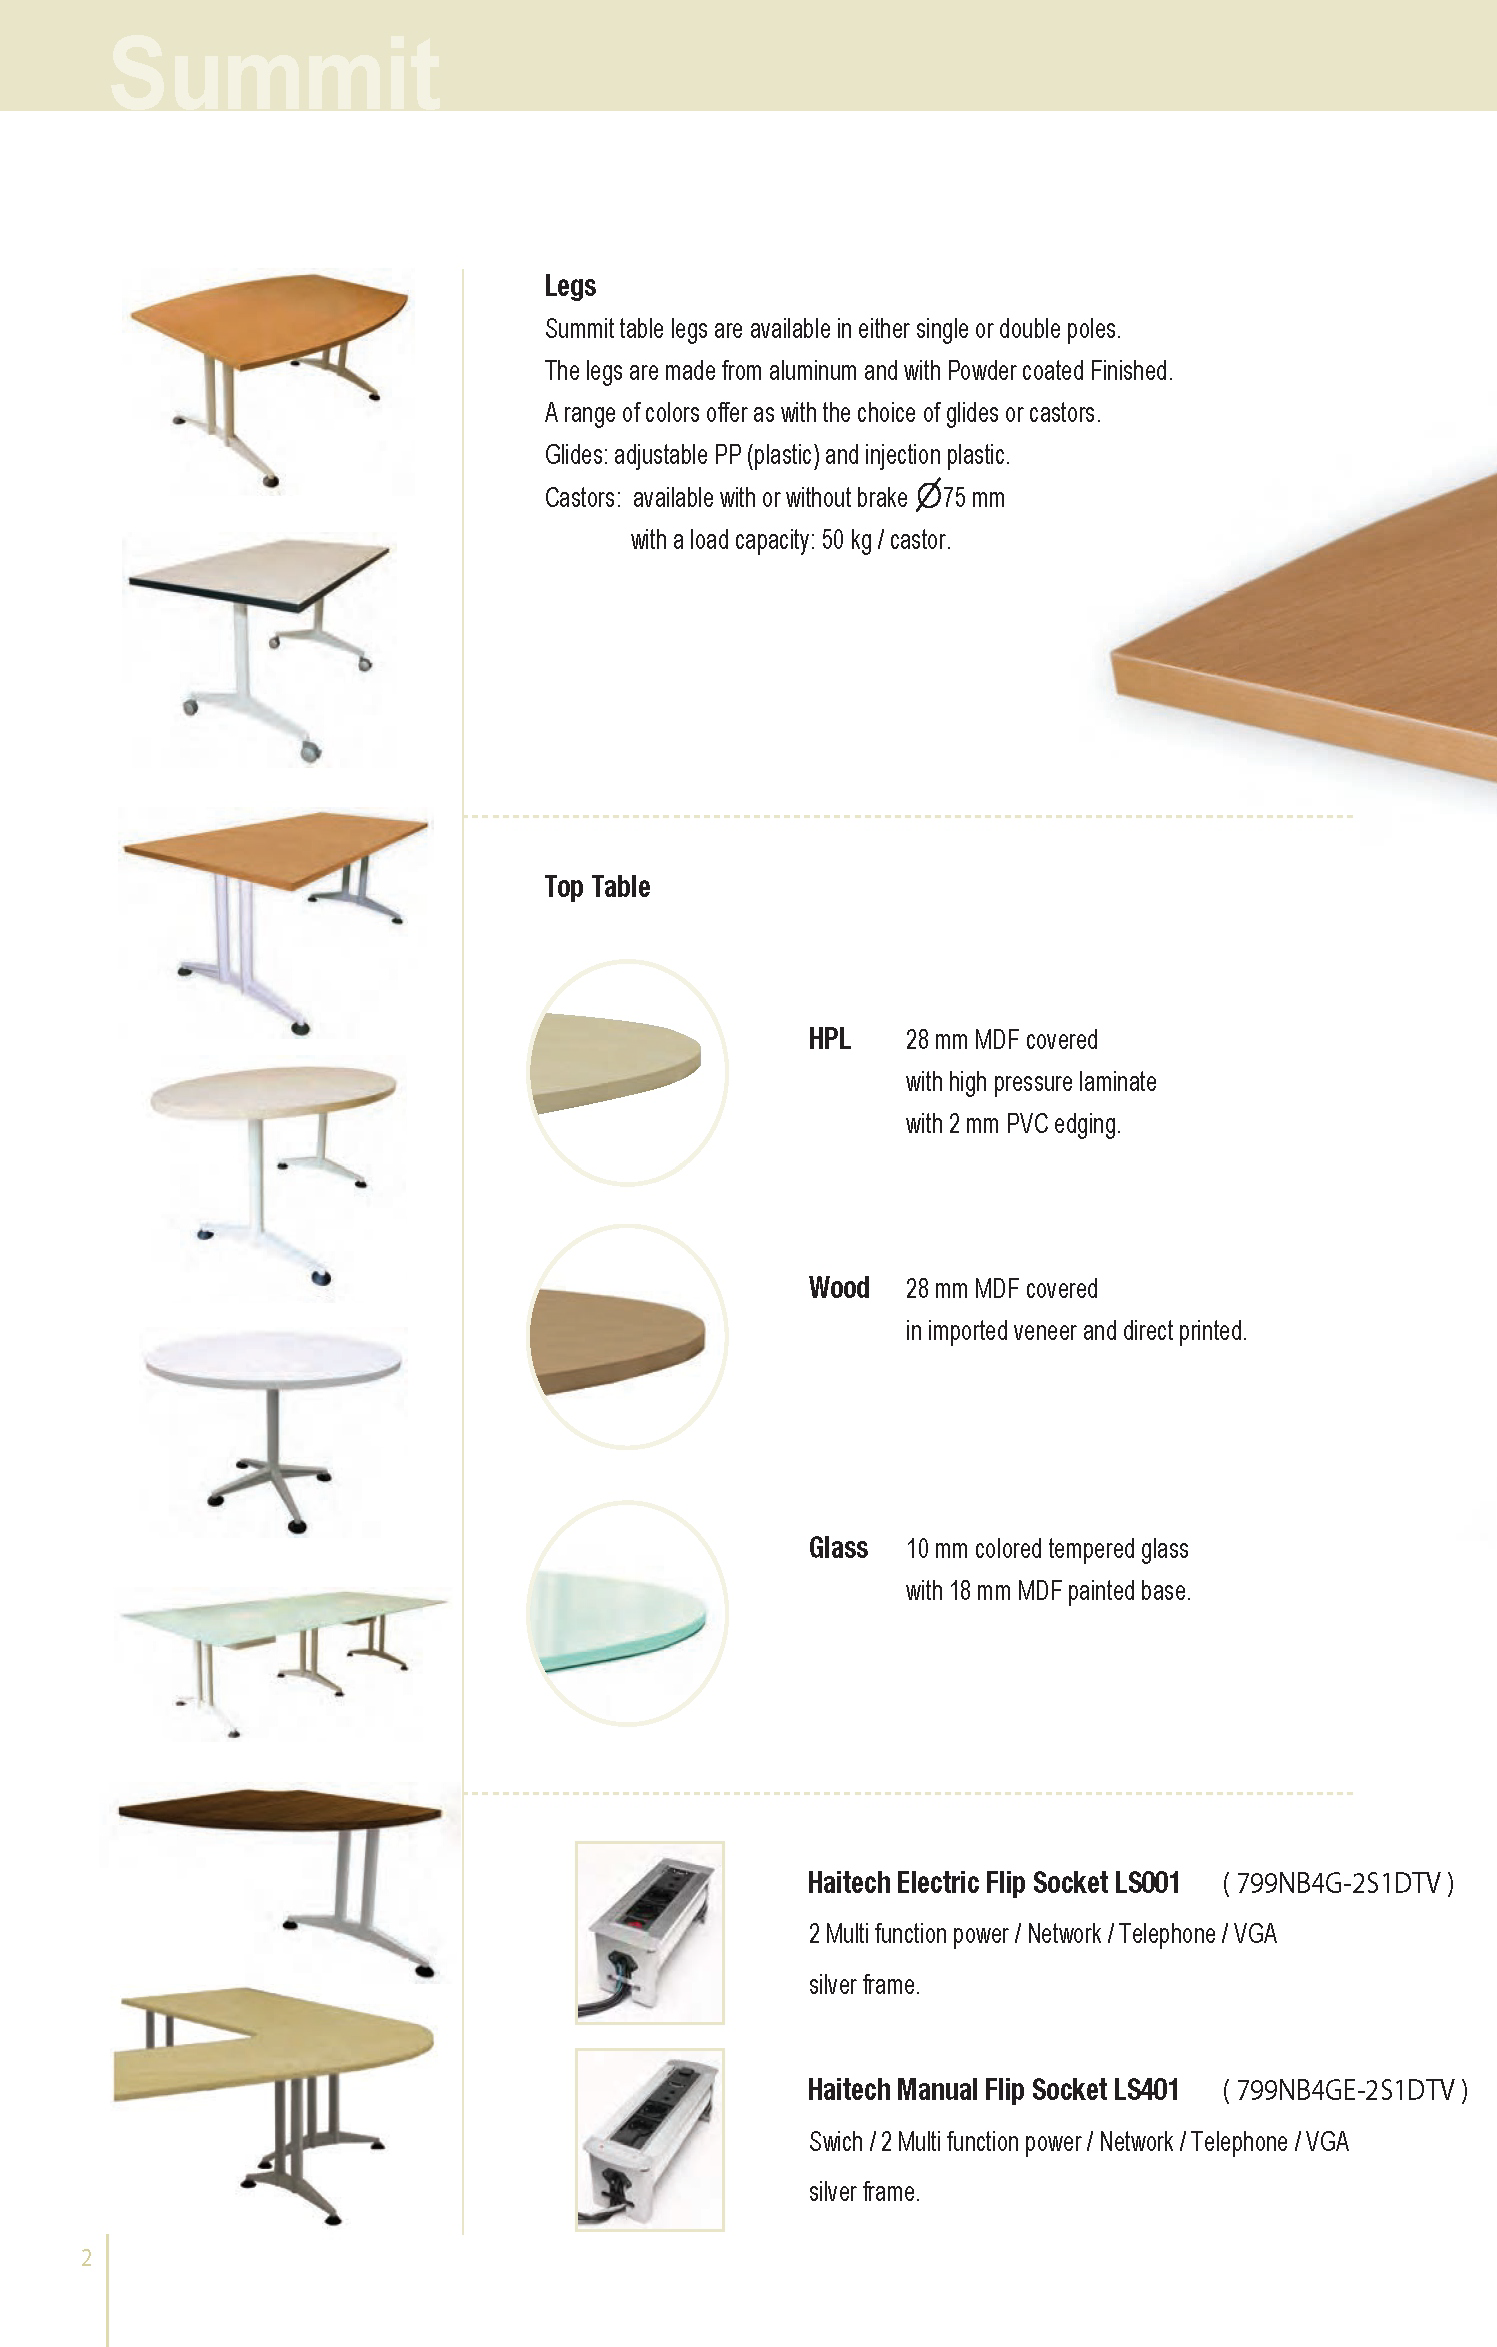 Summit
Legs
Summit table legs are available in either single or double poles.
The legs are made from aluminum and with Powder coated Finished.
A range of colors offer as with the choice of glides or castors.
Glides: adjustable PP (plastic) and injection plastic.
Castors: available with or without brake Ø75 mm
with a load capacity: 50 kg / castor.
Top Table
HPL 28 mm MDF covered
with high pressure laminate
with 2 mm PVC edging.
Wood 28 mm MDF covered
in imported veneer and direct printed.
Glass 10 mm colored tempered glass
with 18 mm MDF painted base.
Haitech Electric Flip Socket LS001 ( 799NB4G-2S1DTV )
2 Multi function power / Network / Telephone / VGA
silver frame.
Haitech Manual Flip Socket LS401 ( 799NB4GE-2S1DTV )
Swich / 2 Multi function power / Network / Telephone / VGA
silver frame.
2